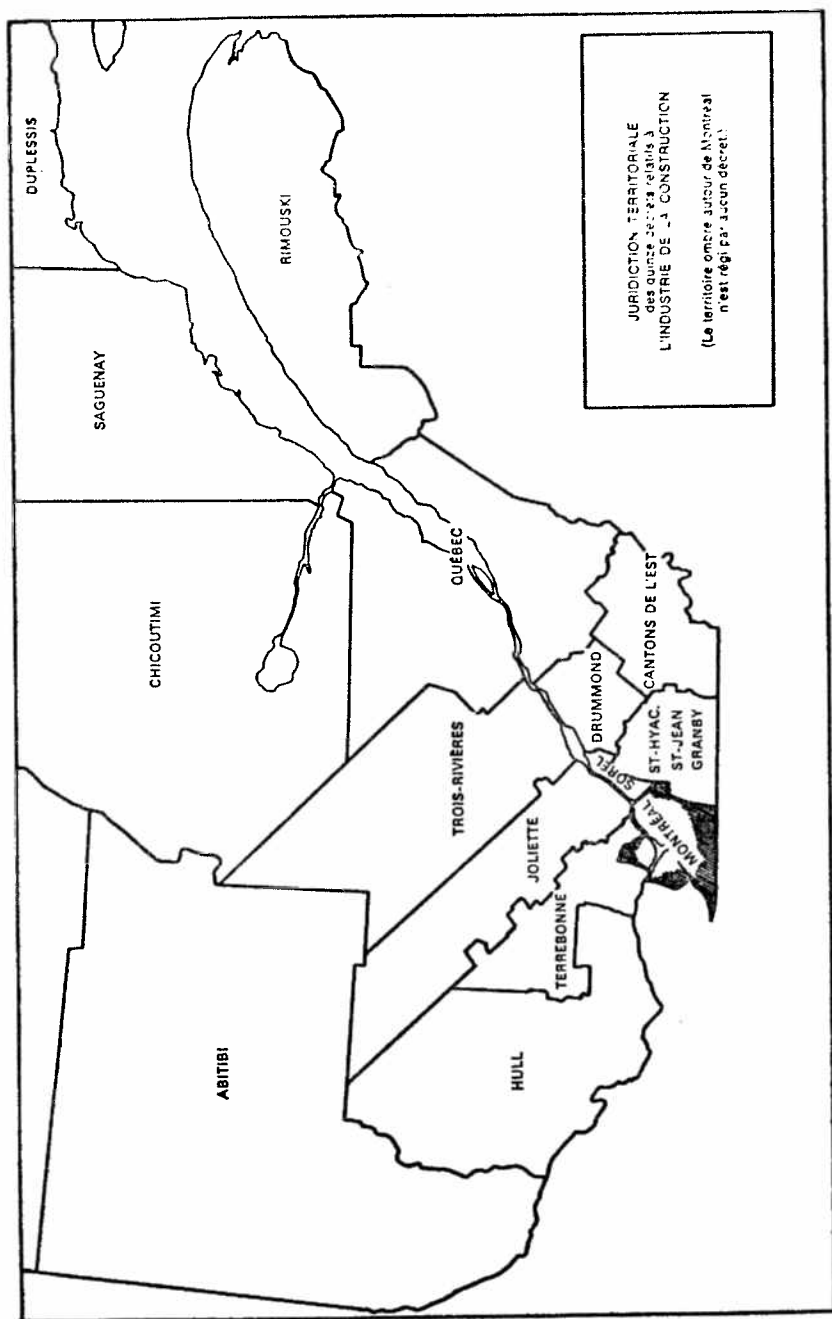 DUPLESSIS
SAGUENAY
RIMOUSKI
CHICOUTIMI
QUÉBEC
TROIS-RIVIÈRES
DRUMMOND
CANTONS DE L'EST
ABITIBI
JOLIETTE
TERREBONNE
HULL
SOREL
MONTRÉAL
ST-HYAC.
ST-JEAN
GRANBY
JURIDICTION TERRITORIALE
des quinze décrets relatifs à
L'INDUSTRIE DE LA CONSTRUCTION
(Le territoire ombré autour de Montréal
n'est régi par aucun décret.)